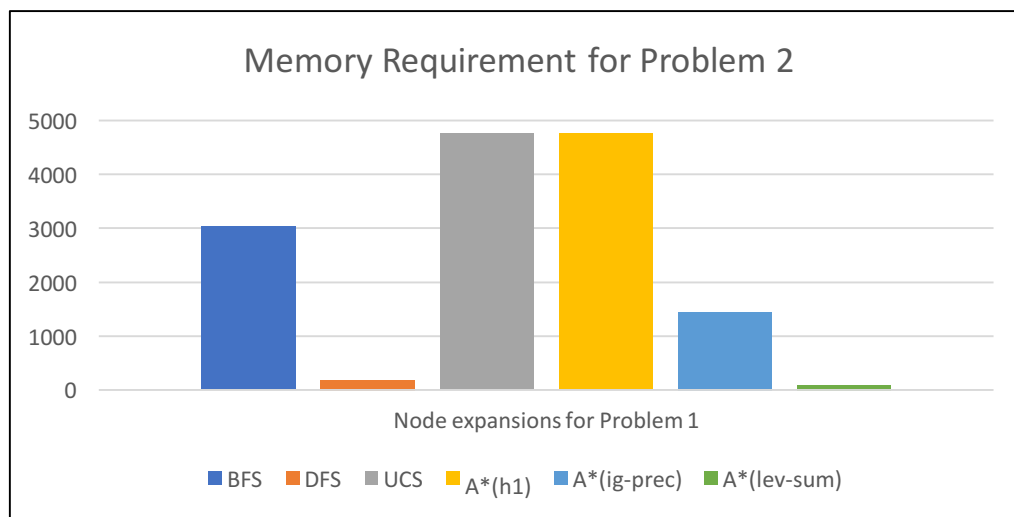 Memory Requirement for Problem 2
5000
4000
3000
2000
1000
0
Node expansions for Problem 1
BFS DFS UCS A*(h1) A*(ig-prec) A*(lev-sum)